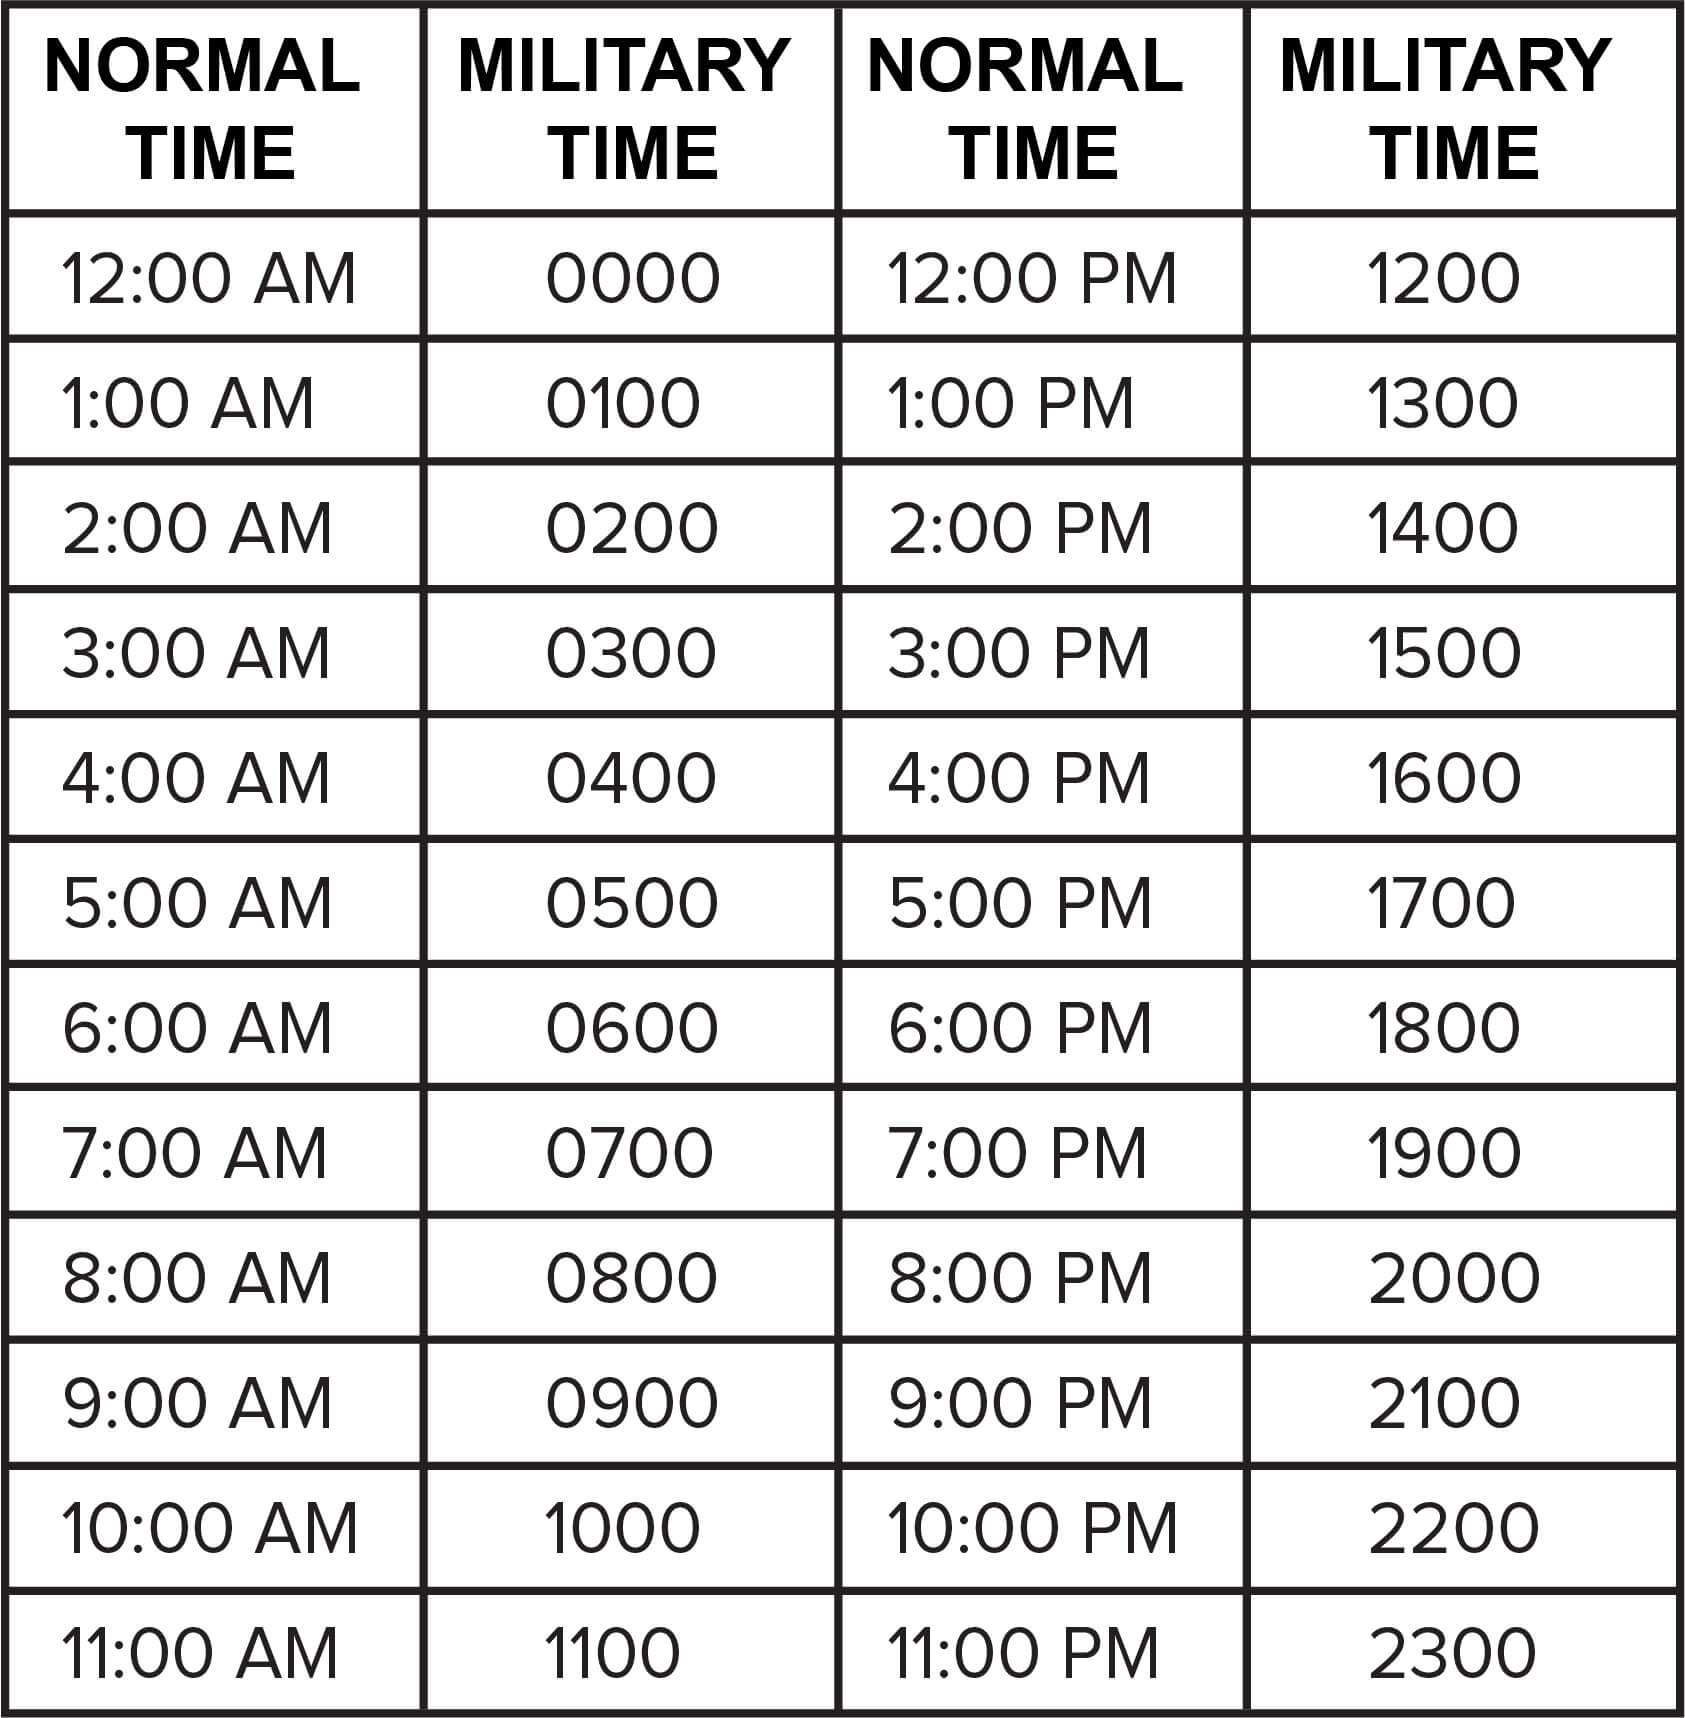 NORMAL TIME MILITARY TIME NORMAL TIME MILITARY TIME
12:00 AM 0000 12:00 PM 1200
1:00 AM 0100 1:00 PM 1300
2:00 AM 0200 2:00 PM 1400
3:00 AM 0300 3:00 PM 1500
4:00 AM 0400 4:00 PM 1600
5:00 AM 0500 5:00 PM 1700
6:00 AM 0600 6:00 PM 1800
7:00 AM 0700 7:00 PM 1900
8:00 AM 0800 8:00 PM 2000
9:00 AM 0900 9:00 PM 2100
10:00 AM 1000 10:00 PM 2200
11:00 AM 1100 11:00 PM 2300